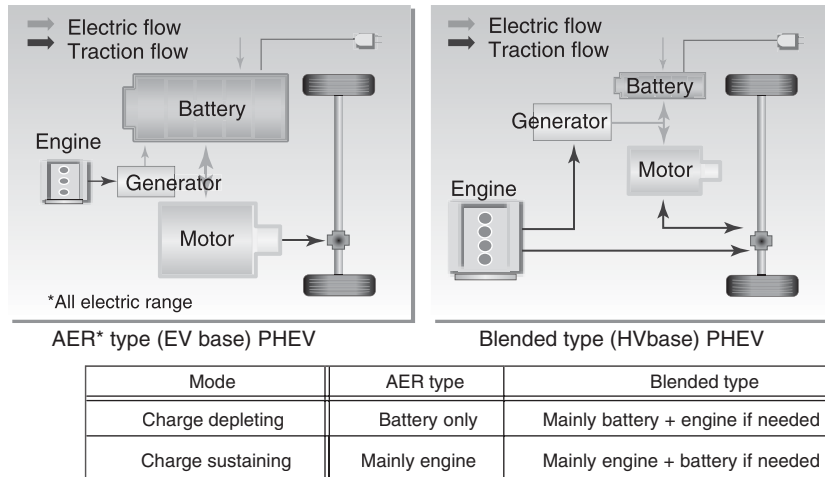 Electric flow
Traction flow
Battery
Engine
Generator
Motor
*All electric range
AER* type (EV base) PHEV
Electric flow
Traction flow
Battery
Generator
Motor
Engine
Blended type (HVbase) PHEV
Mode AER type Blended type
Charge depleting Battery only Mainly battery + engine if needed
Charge sustaining Mainly engine Mainly engine + battery if needed